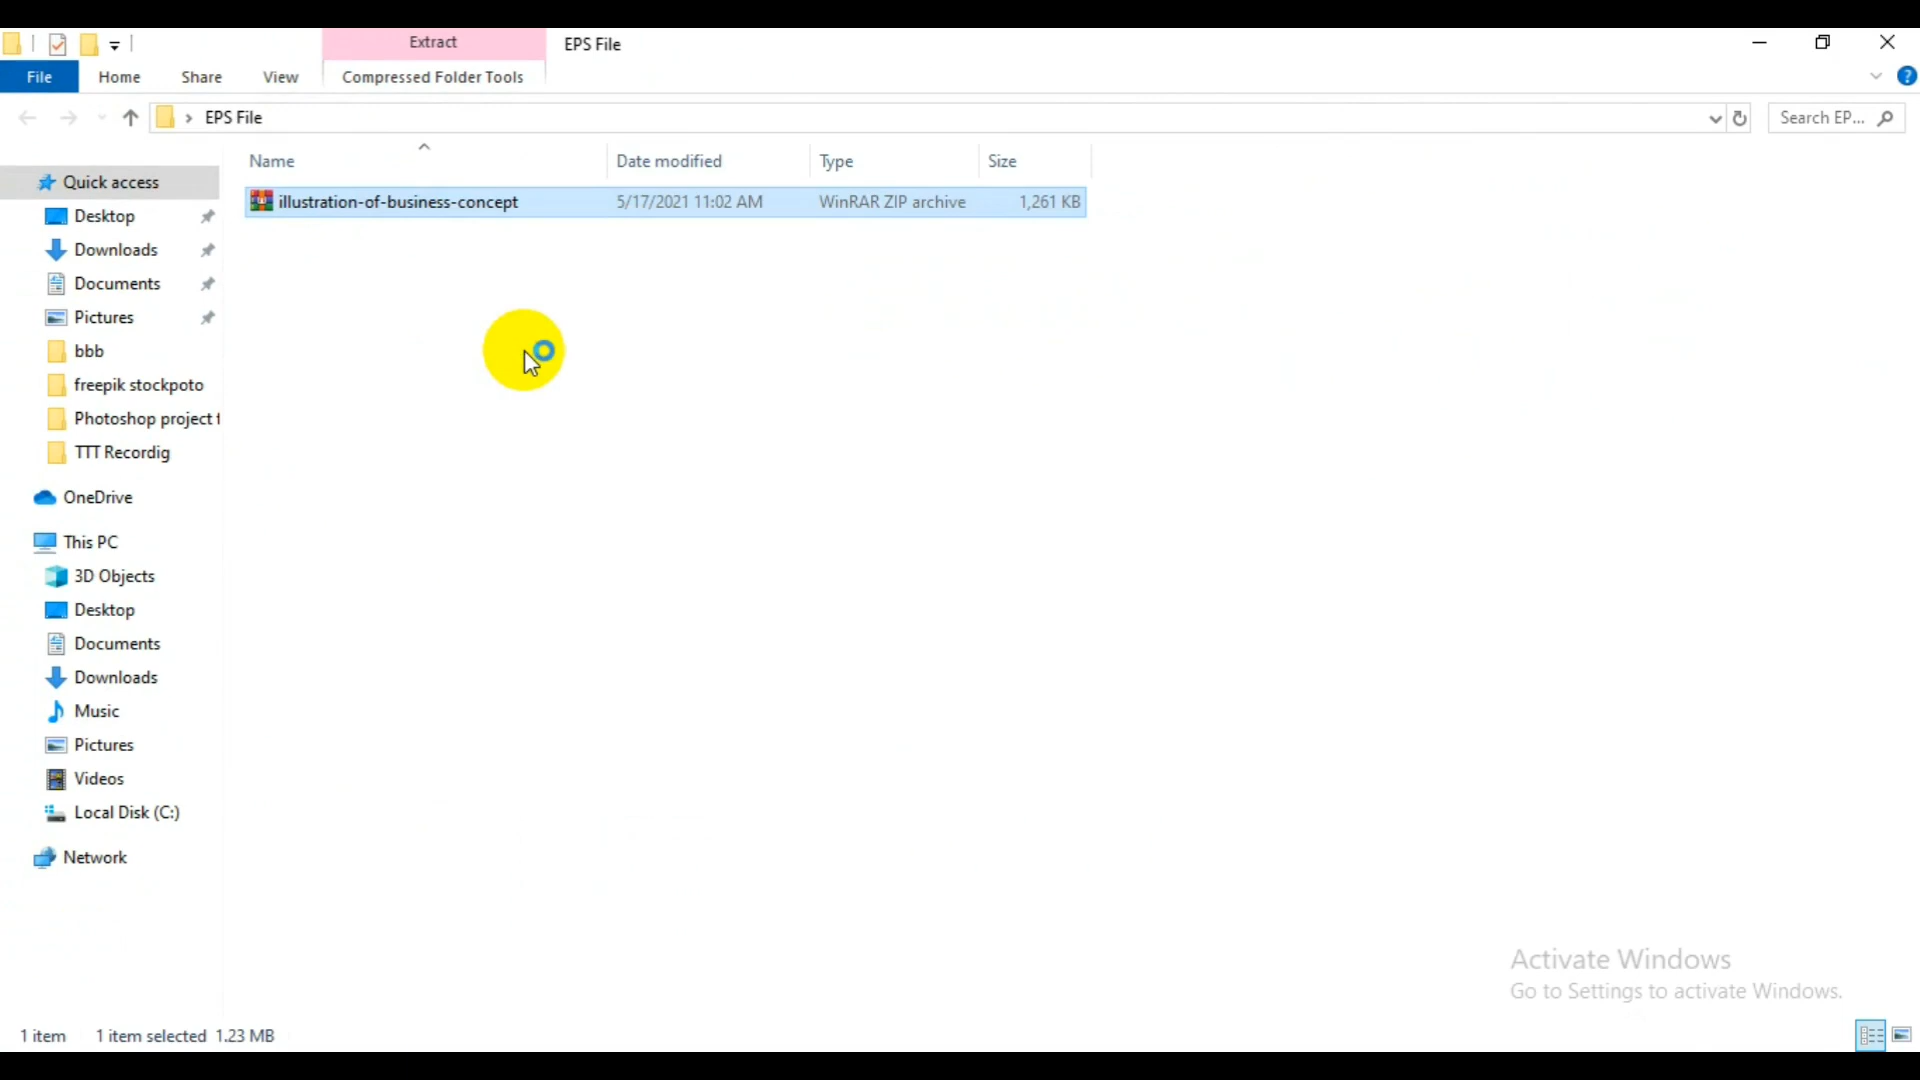 Extract
EPS File
File Home Share View Compressed Folder Tools
?
EPS File
Search EP...
Name Date modified Type Size
illustration-of-business-concept 5/17/2021 11:02 AM WinRAR ZIP archive 1,261 KB
Quick access
Desktop
Downloads
Documents
Pictures
bbb
freepik stockpoto
Photoshop project f
TTT Recordig
OneDrive
This PC
3D Objects
Desktop
Documents
Downloads
Music
Pictures
Videos
Local Disk (C:)
Network
Activate Windows
Go to Settings to activate Windows.
1 item 1 item selected 1.23 MB